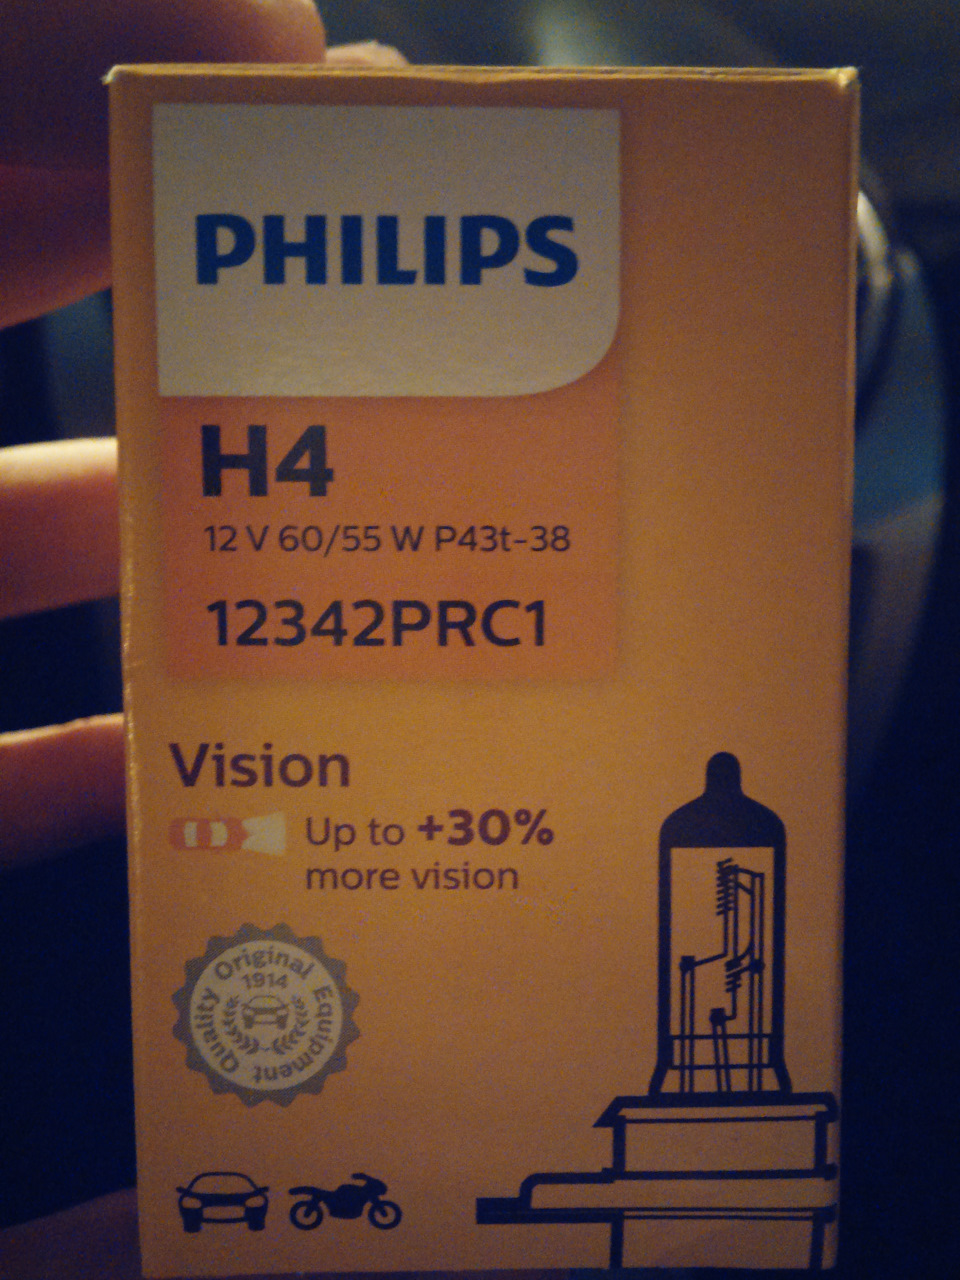 PHILIPS
H4
12 V 60/55 W P43t-38
12342PRC1
Vision
Up to +30%
more vision
Quality Original Equipment
1914